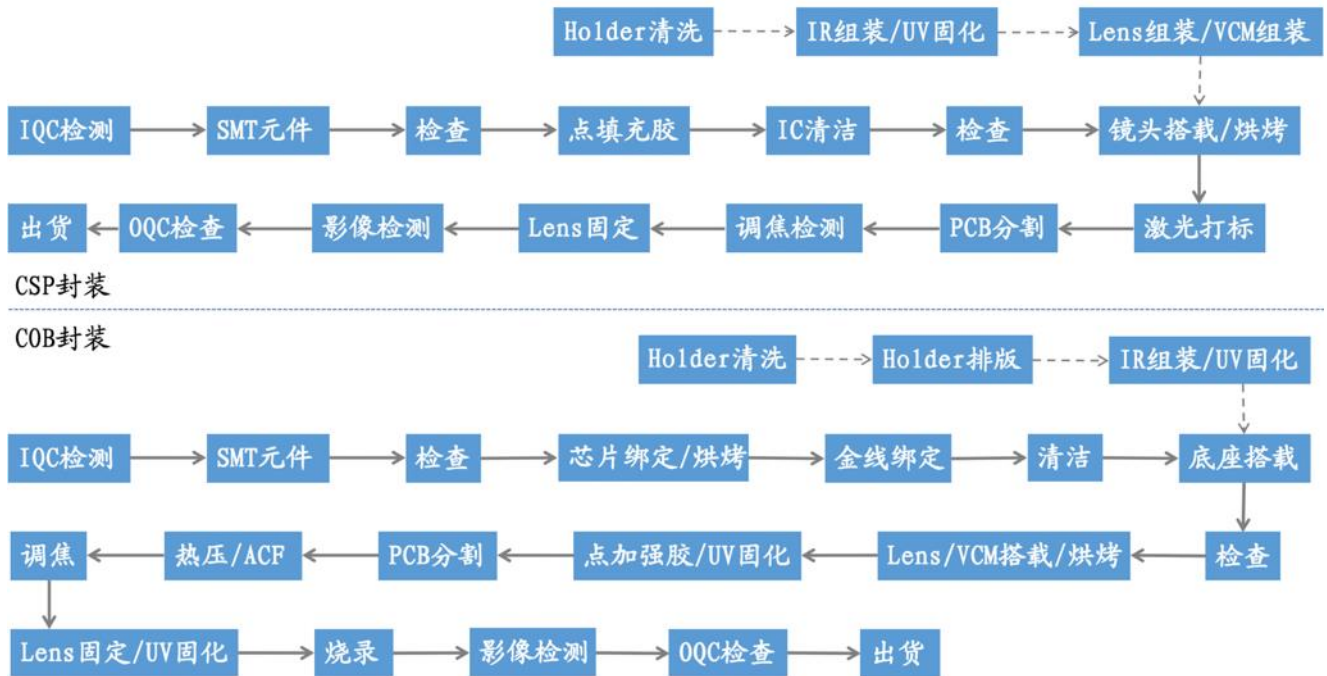 Holder清洗
IR组装/UV固化
Lens组装/VCM组装
IQC检测
SMT元件
检查
点填充胶
IC清洁
检查
镜头搭载/烘烤
出货
OQC检查
影像检测
Lens固定
调焦检测
PCB分割
激光打标
CSP封装
COB封装
Holder清洗
Holder排版
IR组装/UV固化
IQC检测
SMT元件
检查
芯片绑定/烘烤
金线绑定
清洁
底座搭载
调焦
热压/ACF
PCB分割
点加强胶/UV固化
Lens/VCM搭载/烘烤
检查
Lens固定/UV固化
烧录
影像检测
OQC检查
出货